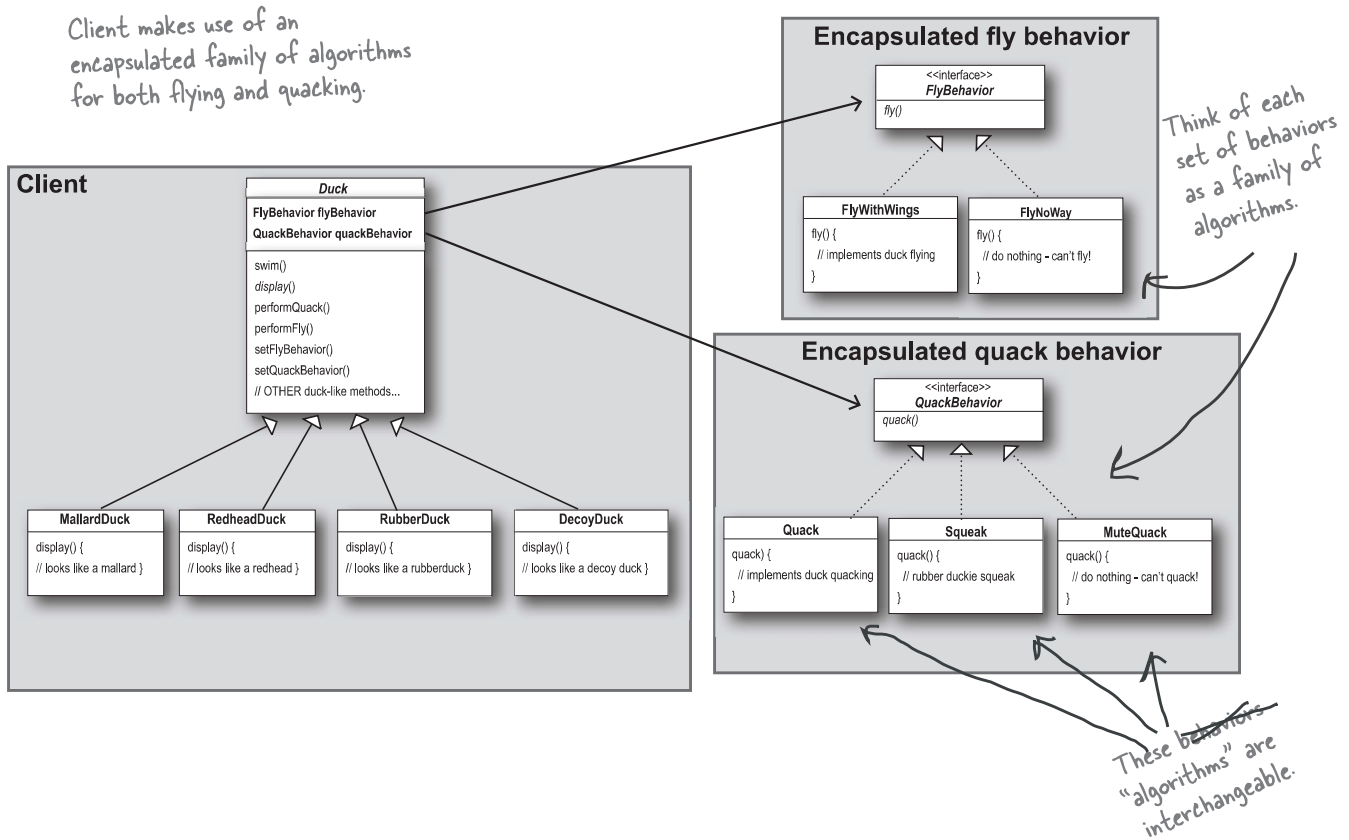 Client makes use of an
encapsulated family of algorithms
for both flying and quacking.
Client
Duck
FlyBehavior flyBehavior
QuackBehavior quackBehavior
swim()
display()
performQuack()
performFly()
setFlyBehavior()
setQuackBehavior()
// OTHER duck-like methods...
MallardDuck
display() {
// looks like a mallard }
RedheadDuck
display() {
// looks like a redhead }
RubberDuck
display() {
// looks like a rubberduck }
DecoyDuck
display() {
// looks like a decoy duck }
Encapsulated fly behavior
<<interface>>
FlyBehavior
fly()
FlyWithWings
fly() {
// implements duck flying
}
FlyNoWay
fly() {
// do nothing - can't fly!
}
Think of each
set of behaviors
as a family of
algorithms.
Encapsulated quack behavior
<<interface>>
QuackBehavior
quack()
Quack
quack) {
// implements duck quacking
}
Squeak
quack() {
// rubber duckie squeak
}
MuteQuack
quack() {
// do nothing - can't quack!
}
These behaviors
“algorithms” are
interchangeable.